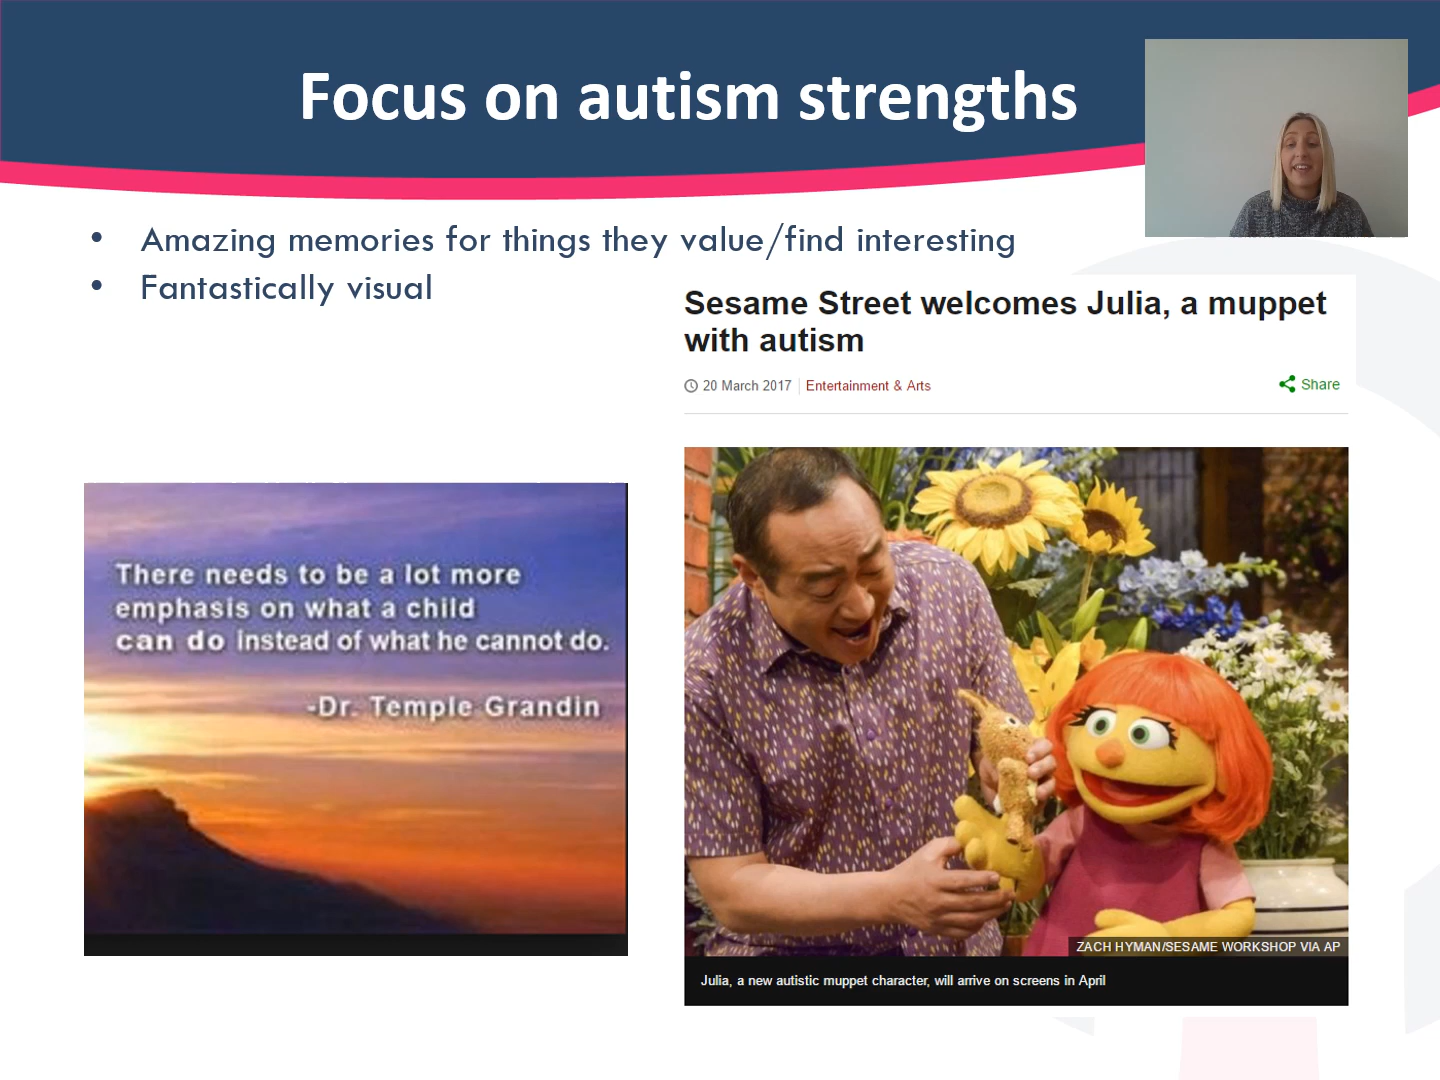 Focus on autism strengths
• Amazing memories for things they value/find interesting
• Fantastically visual
Sesame Street welcomes Julia, a muppet
with autism
20 March 2017 | Entertainment & Arts
Share
There needs to be a lot more
emphasis on what a child
can do instead of what he cannot do.
-Dr. Temple Grandin
ZACH HYMAN/SESAME WORKSHOP VIA AP
Julia, a new autistic muppet character, will arrive on screens in April